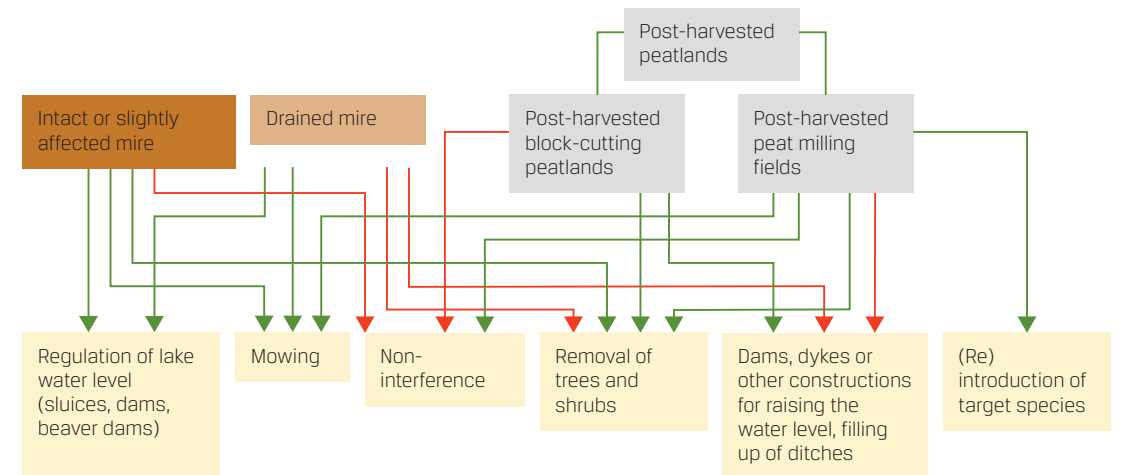 Post-harvested
peatlands
Intact or slightly
affected mire
Drained mire
Post-harvested
block-cutting
peatlands
Post-harvested
peat milling
fields
Regulation of lake
water level
(sluices, dams,
beaver dams)
Mowing
Non-
interference
Removal of
trees and
shrubs
Dams, dykes or
other constructions
for raising the
water level, filling
up of ditches
(Re)
introduction of
target species